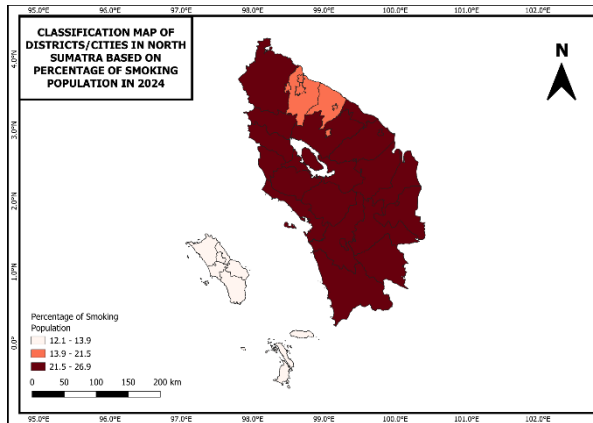 95.0°E 96.0°E 97.0°E 98.0°E 99.0°E 100.0°E 101.0°E 102.0°E
CLASSIFICATION MAP OF
DISTRICTS/CITIES IN NORTH
SUMATRA BASED ON
PERCENTAGE OF SMOKING
POPULATION IN 2024
N
4.0°N
3.0°N
2.0°N
1.0°N
0.0°
Percentage of Smoking
Population
12.1 - 13.9
13.9 - 21.5
21.5 - 26.9
0 50 100 150 200 km
95.0°E 96.0°E 97.0°E 98.0°E 99.0°E 100.0°E 101.0°E 102.0°E